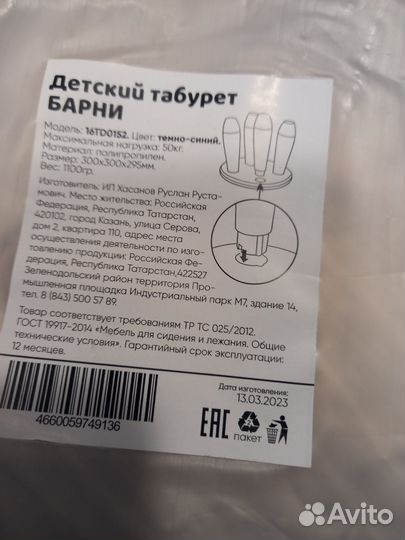 Детский табурет
БАРНИ
Модель: 16TD0152. Цвет: темно-синий.
Максимальная нагрузка: 50кг.
Материал: полипропилен.
Размер: 300х300х295мм.
Вес: 1100гр.
Изготовитель: ИП Хасанов Руслан Руста-
мович. Место жительства: Российская
Федерация, Республика Татарстан,
420102, город Казань, улица Серова,
дом 2, квартира 110, адрес места
осуществления деятельности по изго-
товлению продукции: Российская Фе-
дерация, Республика Татарстан,422527
Зеленодольский район территория Про-
мышленная площадка Индустриальный парк М7, здание 14,
тел. 8 (843) 500 57 89.
Товар соответствует требованиям ТР ТС 025/2012.
ГОСТ 19917-2014 «Мебель для сидения и лежания. Общие
технические условия». Гарантийный срок эксплуатации:
12 месяцев.
Дата изготовления:
13.03.2023
4660059749136
EAC
пакет
Avito